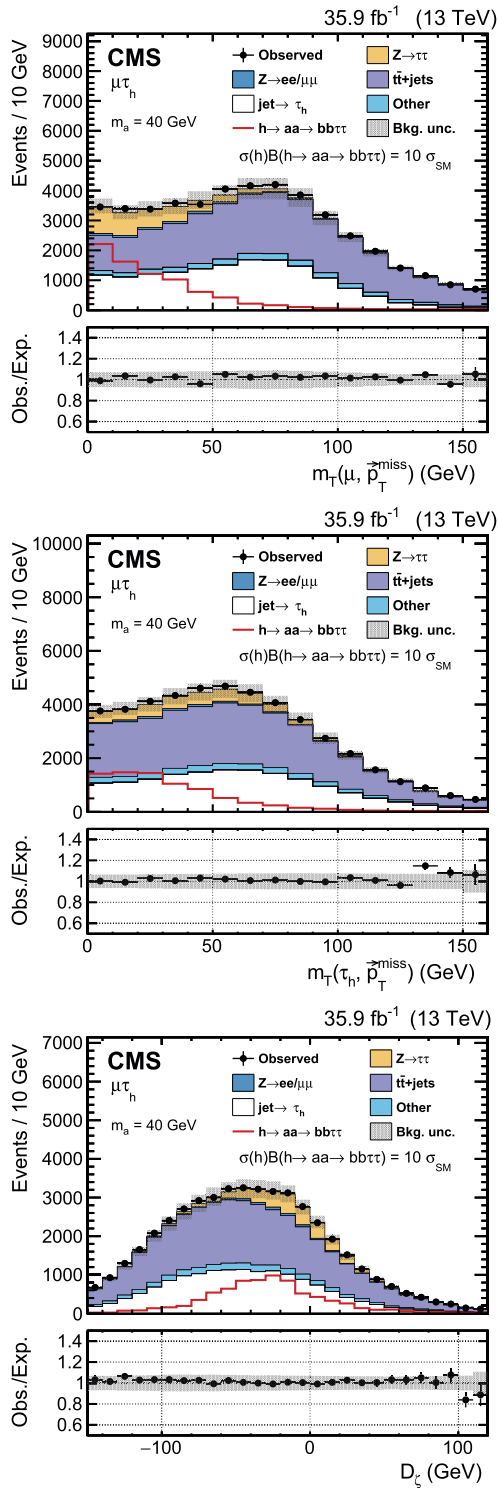 35.9 fb⁻¹ (13 TeV)
Events / 10 GeV
9000
8000
7000
6000
5000
4000
3000
2000
1000
0
CMS
μτh
mₐ = 40 GeV
Observed
Z→ττ
Z→ee/μμ
tt̄+jets
jet→ τh
Other
h→ aa→ bbττ
Bkg. unc.
σ(h)B(h→ aa→ bbττ) = 10 σSM
Obs./Exp.
1.4
1.2
1
0.8
0.6
0 50 100 150
mT(μ, p⃗Tmiss) (GeV)
35.9 fb⁻¹ (13 TeV)
Events / 10 GeV
10000
8000
6000
4000
2000
0
CMS
μτh
mₐ = 40 GeV
Observed
Z→ττ
Z→ee/μμ
tt̄+jets
jet→ τh
Other
h→ aa→ bbττ
Bkg. unc.
σ(h)B(h→ aa→ bbττ) = 10 σSM
Obs./Exp.
1.4
1.2
1
0.8
0.6
0 50 100 150
mT(τh, p⃗Tmiss) (GeV)
35.9 fb⁻¹ (13 TeV)
Events / 10 GeV
7000
6000
5000
4000
3000
2000
1000
0
CMS
μτh
mₐ = 40 GeV
Observed
Z→ττ
Z→ee/μμ
tt̄+jets
jet→ τh
Other
h→ aa→ bbττ
Bkg. unc.
σ(h)B(h→ aa→ bbττ) = 10 σSM
Obs./Exp.
1.4
1.2
1
0.8
0.6
−100 0 100
Dζ (GeV)